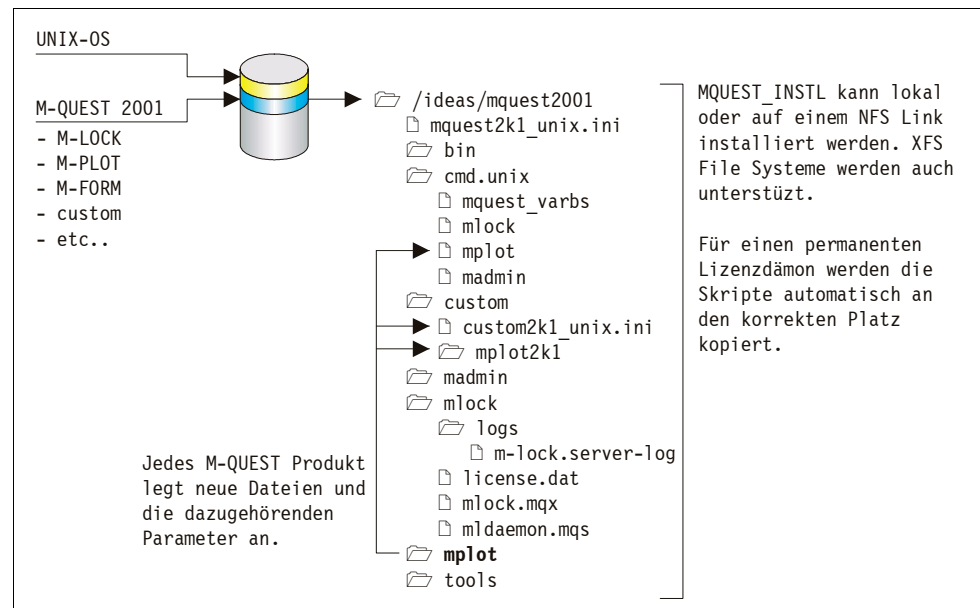 UNIX-OS
M-QUEST 2001
- M-LOCK
- M-PLOT
- M-FORM
- custom
- etc..
/ideas/mquest2001
mquest2k1_unix.ini
bin
cmd.unix
mquest_varbs
mlock
mplot
madmin
custom
custom2k1_unix.ini
mplot2k1
madmin
mlock
logs
m-lock.server-log
license.dat
mlock.mqx
mldaemon.mqs
mplot
tools
Jedes M-QUEST Produkt
legt neue Dateien und
die dazugehörenden
Parameter an.
MQUEST_INSTL kann lokal
oder auf einem NFS Link
installiert werden. XFS
File Systeme werden auch
unterstüzt.
Für einen permanenten
Lizenzdämon werden die
Skripte automatisch an
den korrekten Platz
kopiert.